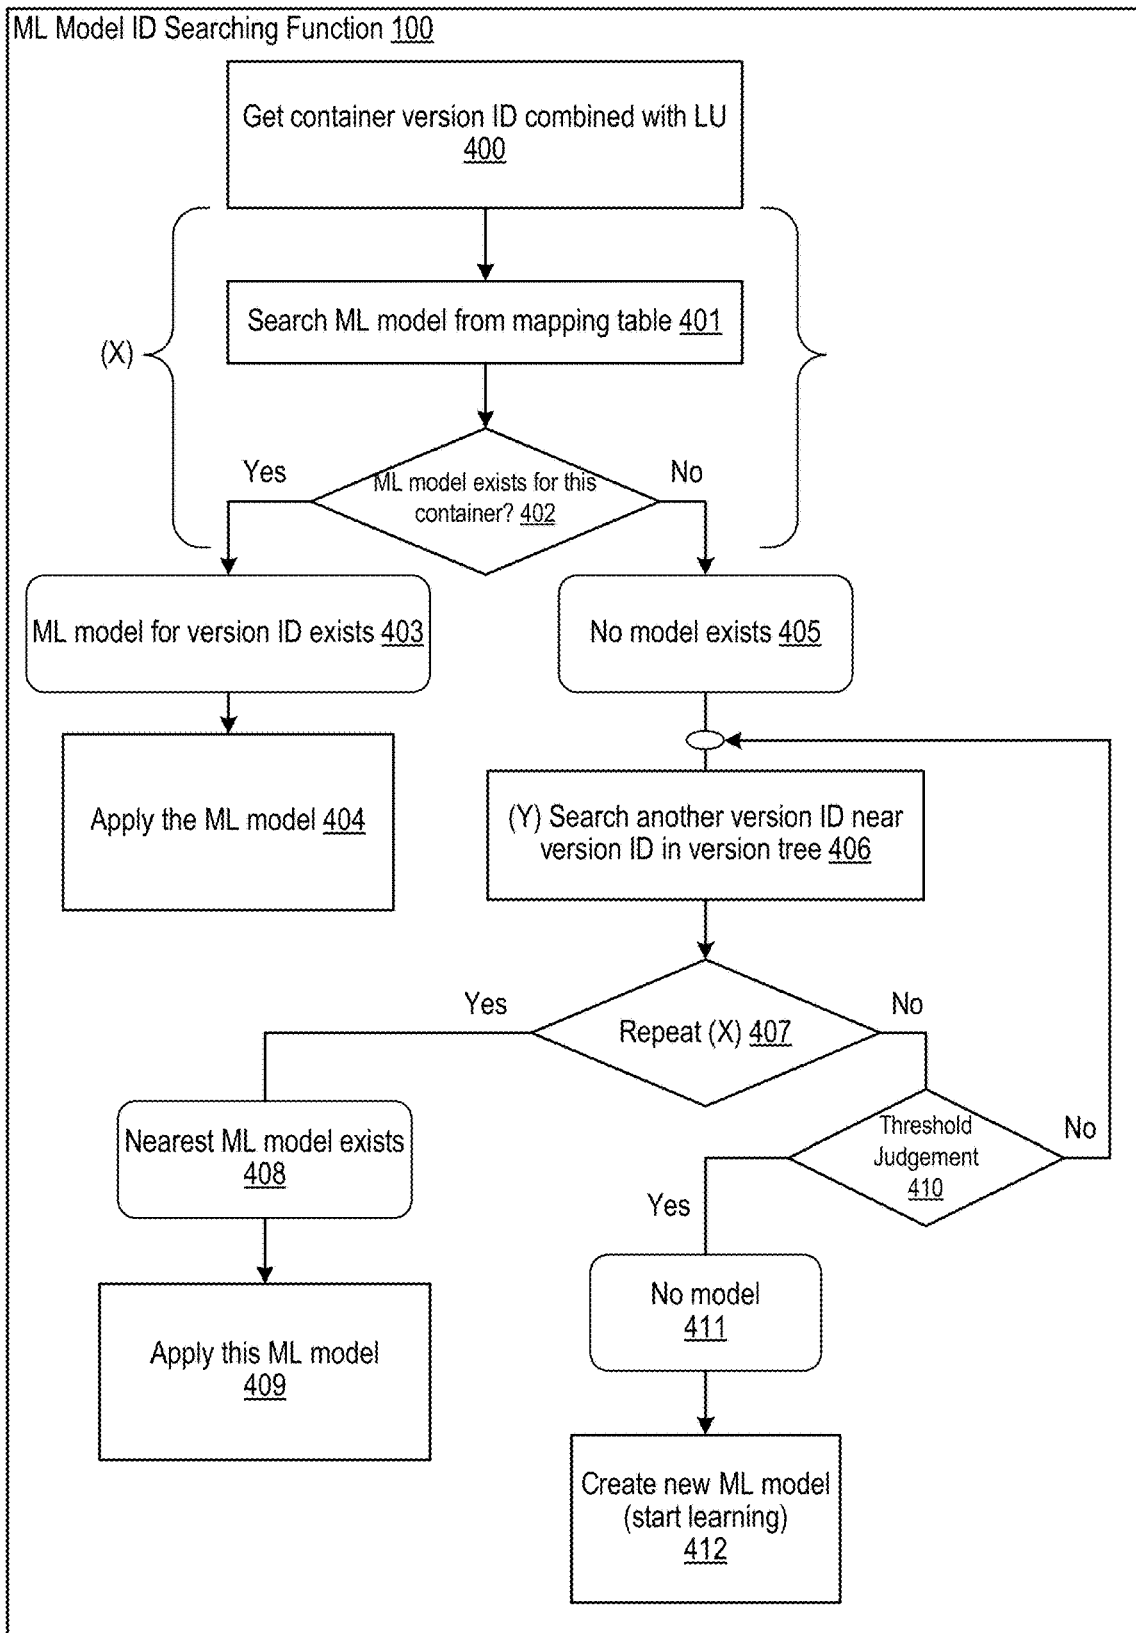 ML Model ID Searching Function 100
Get container version ID combined with LU
400
Search ML model from mapping table 401
(X)
Yes
No
ML model exists for this
container? 402
ML model for version ID exists 403
No model exists 405
Apply the ML model 404
(Y) Search another version ID near
version ID in version tree 406
Yes
No
Repeat (X) 407
Nearest ML model exists
408
Threshold
Judgement
410
No
Yes
No model
411
Apply this ML model
409
Create new ML model
(start learning)
412